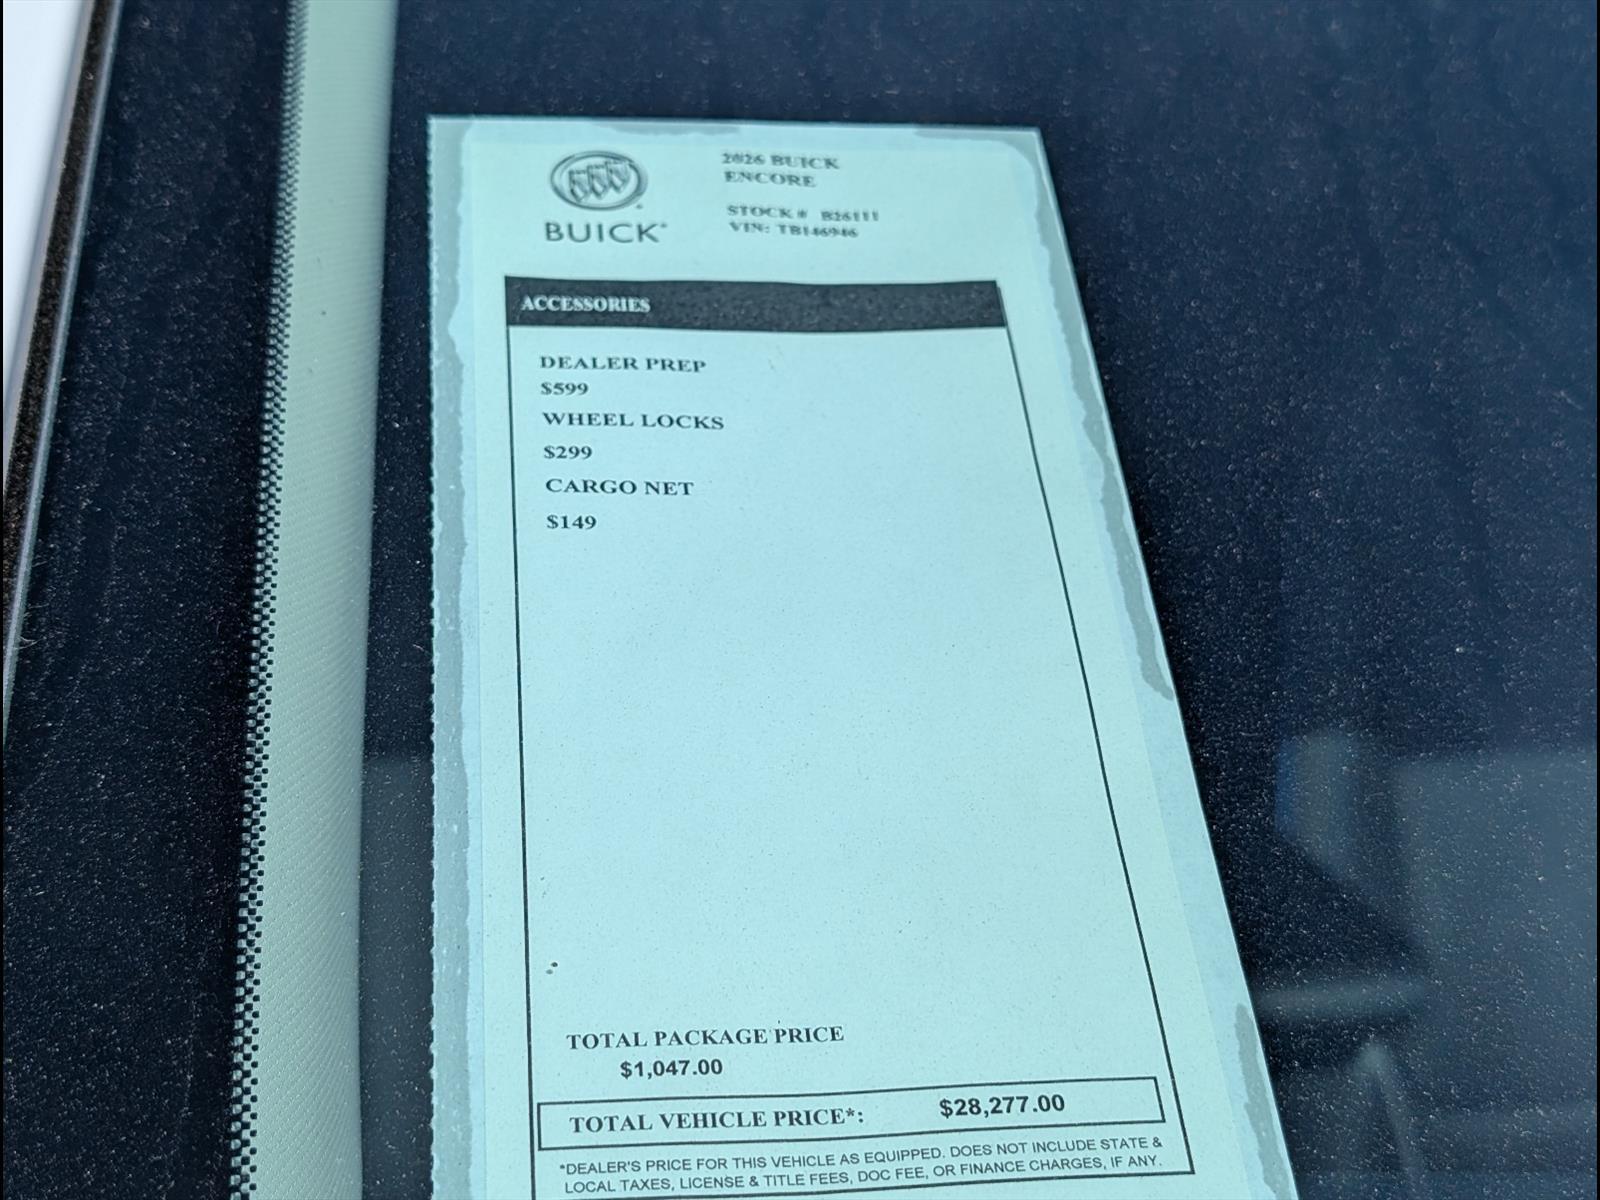 BUICK
2026 BUICK
ENCORE
STOCK # B26111
VIN: TB146946
ACCESSORIES
DEALER PREP
$599
WHEEL LOCKS
$299
CARGO NET
$149
TOTAL PACKAGE PRICE
$1,047.00
TOTAL VEHICLE PRICE*: $28,277.00
*DEALER'S PRICE FOR THIS VEHICLE AS EQUIPPED. DOES NOT INCLUDE STATE &
LOCAL TAXES, LICENSE & TITLE FEES, DOC FEE, OR FINANCE CHARGES, IF ANY.